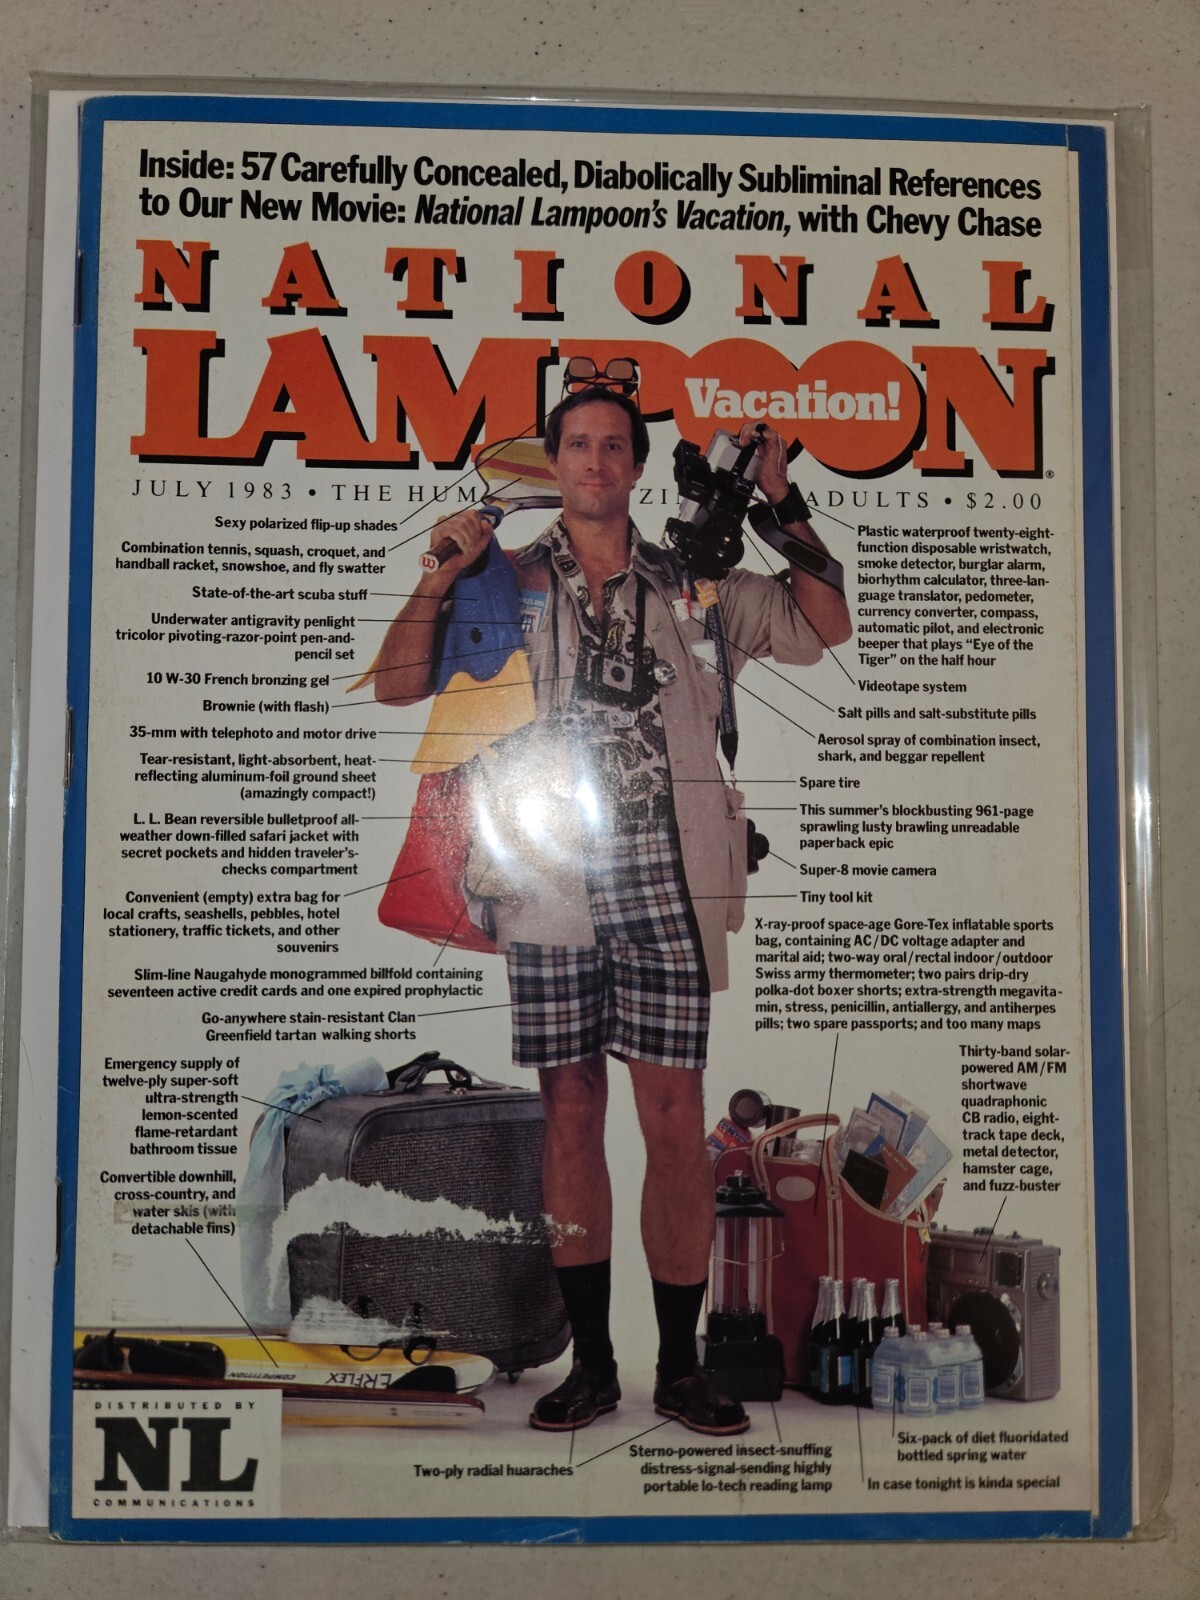 Inside: 57 Carefully Concealed, Diabolically Subliminal References
to Our New Movie: National Lampoon's Vacation, with Chevy Chase
NATIONAL
LAMPOON
Vacation!
®
JULY 1983 • THE HUM ZI ADULTS • $2.00
Sexy polarized flip-up shades
Combination tennis, squash, croquet, and
handball racket, snowshoe, and fly swatter
State-of-the-art scuba stuff
Underwater antigravity penlight
tricolor pivoting-razor-point pen-and-
pencil set
10 W-30 French bronzing gel
Brownie (with flash)
35-mm with telephoto and motor drive
Tear-resistant, light-absorbent, heat-
reflecting aluminum-foil ground sheet
(amazingly compact!)
L. L. Bean reversible bulletproof all-
weather down-filled safari jacket with
secret pockets and hidden traveler's-
checks compartment
Convenient (empty) extra bag for
local crafts, seashells, pebbles, hotel
stationery, traffic tickets, and other
souvenirs
Slim-line Naugahyde monogrammed billfold containing
seventeen active credit cards and one expired prophylactic
Go-anywhere stain-resistant Clan
Greenfield tartan walking shorts
Emergency supply of
twelve-ply super-soft
ultra-strength
lemon-scented
flame-retardant
bathroom tissue
Convertible downhill,
cross-country, and
water skis (with
detachable fins)
Plastic waterproof twenty-eight-
function disposable wristwatch,
smoke detector, burglar alarm,
biorhythm calculator, three-lan-
guage translator, pedometer,
currency converter, compass,
automatic pilot, and electronic
beeper that plays "Eye of the
Tiger" on the half hour
Videotape system
Salt pills and salt-substitute pills
Aerosol spray of combination insect,
shark, and beggar repellent
Spare tire
This summer's blockbusting 961-page
sprawling lusty brawling unreadable
paperback epic
Super-8 movie camera
Tiny tool kit
X-ray-proof space-age Gore-Tex inflatable sports
bag, containing AC/DC voltage adapter and
marital aid; two-way oral/rectal indoor/outdoor
Swiss army thermometer; two pairs drip-dry
polka-dot boxer shorts; extra-strength megavita-
min, stress, penicillin, antiallergy, and antiherpes
pills; two spare passports; and too many maps
Thirty-band solar-
powered AM/FM
shortwave
quadraphonic
CB radio, eight-
track tape deck,
metal detector,
hamster cage,
and fuzz-buster
COMPETITION
ERFLEX
DISTRIBUTED BY
NL
COMMUNICATIONS
Two-ply radial huaraches
Sterno-powered insect-snuffing
distress-signal-sending highly
portable lo-tech reading lamp
Six-pack of diet fluoridated
bottled spring water
In case tonight is kinda special